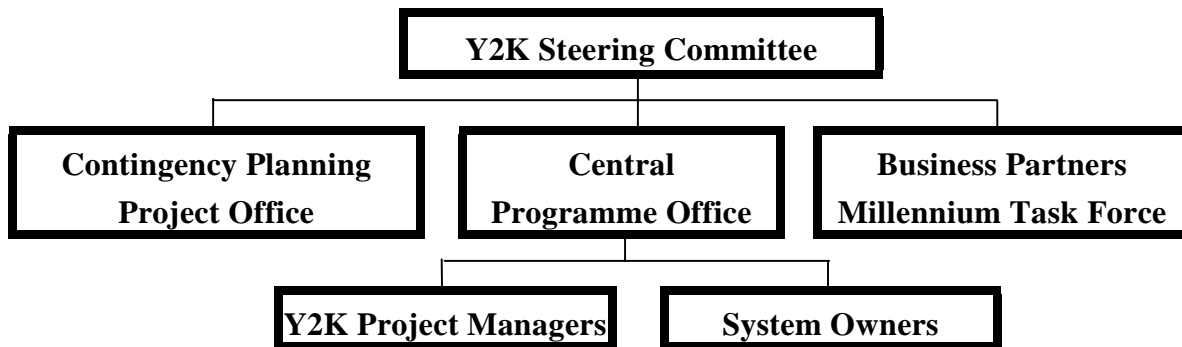 Y2K Steering Committee
Contingency Planning
Project Office
Central
Programme Office
Business Partners
Millennium Task Force
Y2K Project Managers
System Owners